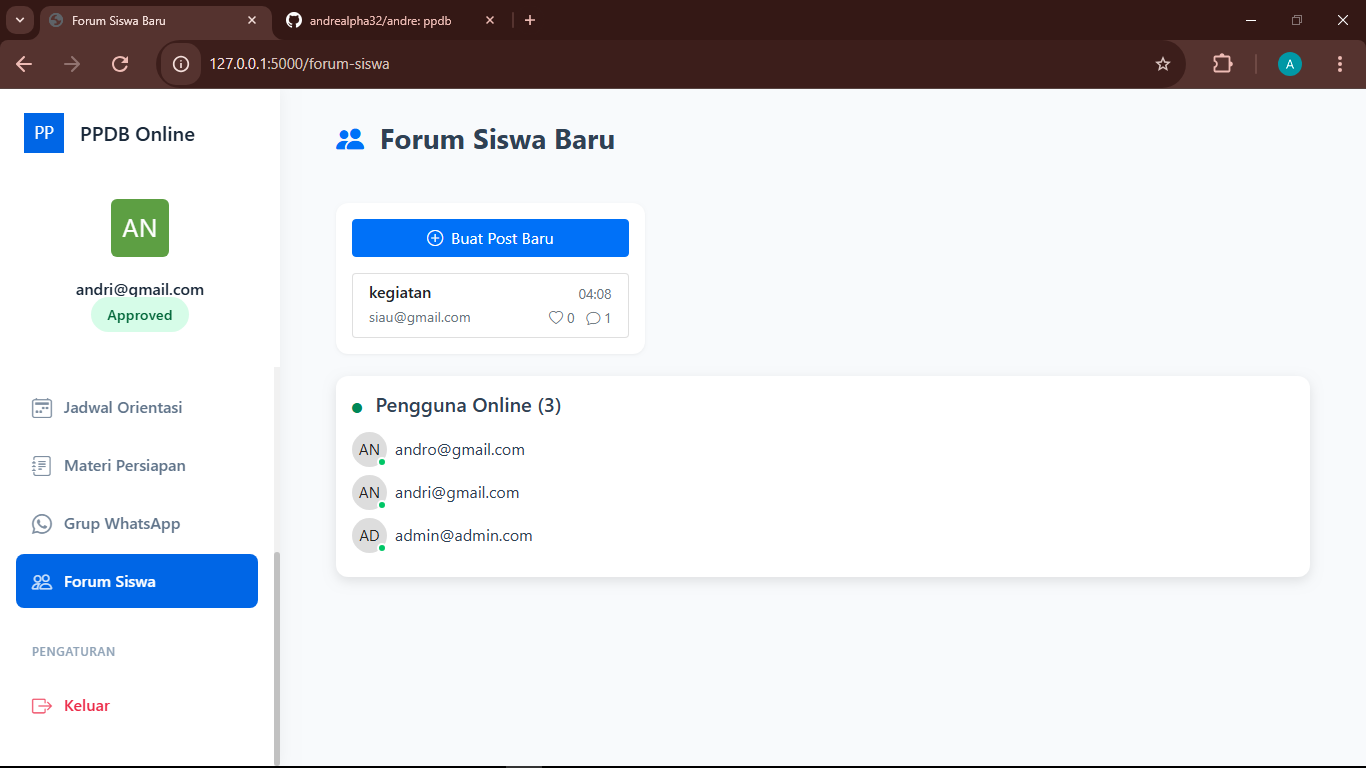 Forum Siswa Baru
andrealpha32/andre: ppdb
127.0.0.1:5000/forum-siswa
A
PP
PPDB Online
AN
andri@gmail.com
Approved
Jadwal Orientasi
Materi Persiapan
Grup WhatsApp
Forum Siswa
PENGATURAN
Keluar
Forum Siswa Baru
Buat Post Baru
kegiatan
04:08
siau@gmail.com
0
1
Pengguna Online (3)
AN
andro@gmail.com
AN
andri@gmail.com
AD
admin@admin.com